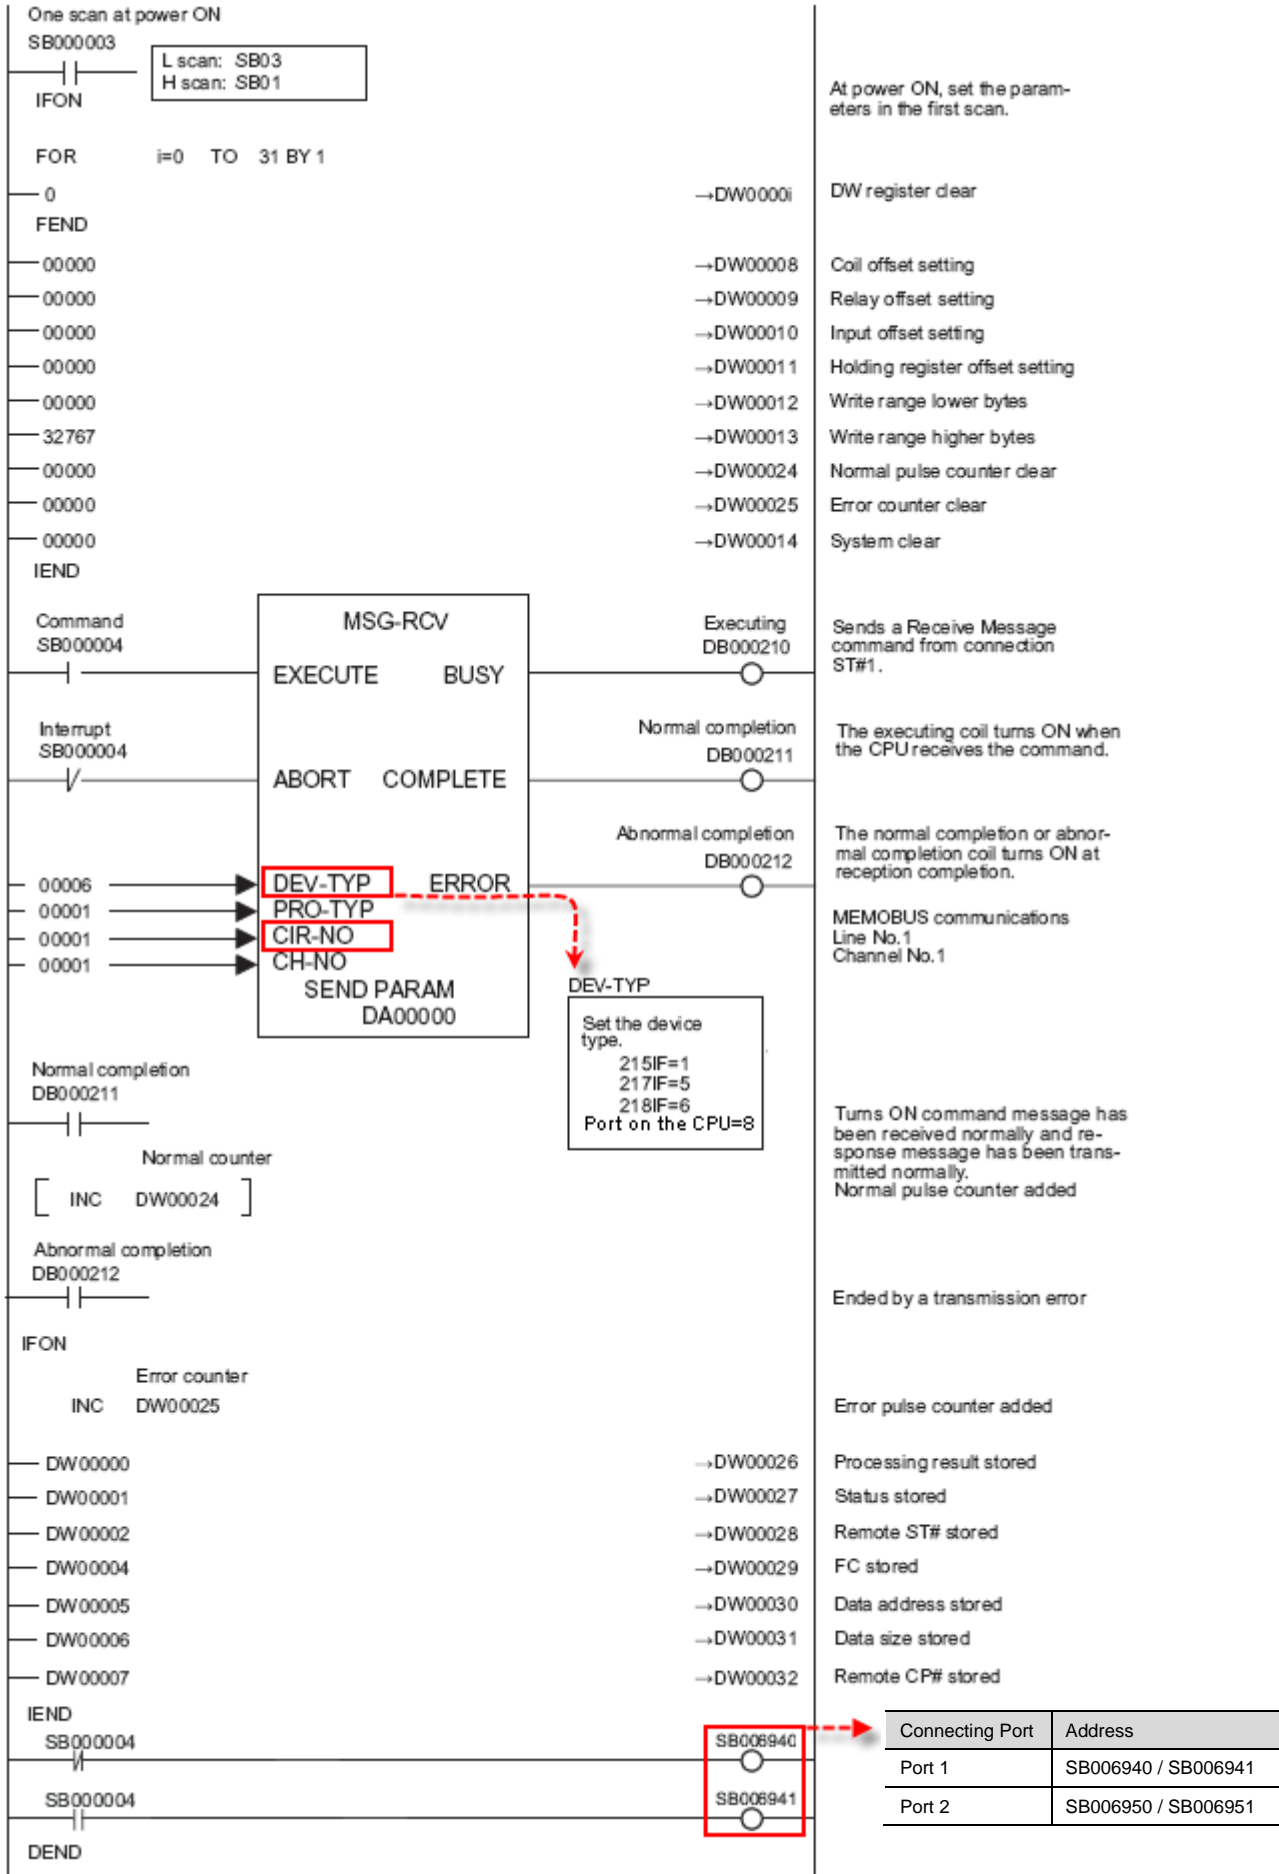 One scan at power ON
SB000003
L scan: SB03
H scan: SB01
IFON
At power ON, set the param-
eters in the first scan.
FOR i=0 TO 31 BY 1
0 →DW0000i DW register clear
FEND
00000 →DW00008 Coil offset setting
00000 →DW00009 Relay offset setting
00000 →DW00010 Input offset setting
00000 →DW00011 Holding register offset setting
00000 →DW00012 Write range lower bytes
32767 →DW00013 Write range higher bytes
00000 →DW00024 Normal pulse counter clear
00000 →DW00025 Error counter clear
00000 →DW00014 System clear
IEND
Command
SB000004
MSG-RCV
EXECUTE BUSY
Executing
DB000210
Sends a Receive Message
command from connection
ST#1.
Interrupt
SB000004
ABORT COMPLETE
Normal completion
DB000211
The executing coil turns ON when
the CPU receives the command.
Abnormal completion
DB000212
The normal completion or abnor-
mal completion coil turns ON at
reception completion.
00006 DEV-TYP ERROR
00001 PRO-TYP
00001 CIR-NO
00001 CH-NO
SEND PARAM
DA00000
MEMOBUS communications
Line No.1
Channel No.1
DEV-TYP
Set the device
type.
215IF=1
217IF=5
218IF=6
Port on the CPU=8
Normal completion
DB000211
Turns ON command message has
been received normally and re-
sponse message has been trans-
mitted normally.
Normal pulse counter added
Normal counter
INC DW00024
Abnormal completion
DB000212
Ended by a transmission error
IFON
Error counter
INC DW00025 Error pulse counter added
DW00000 →DW00026 Processing result stored
DW00001 →DW00027 Status stored
DW00002 →DW00028 Remote ST# stored
DW00004 →DW00029 FC stored
DW00005 →DW00030 Data address stored
DW00006 →DW00031 Data size stored
DW00007 →DW00032 Remote CP# stored
IEND
SB000004 SB006940
SB000004 SB006941
DEND
Connecting Port Address
Port 1 SB006940 / SB006941
Port 2 SB006950 / SB006951